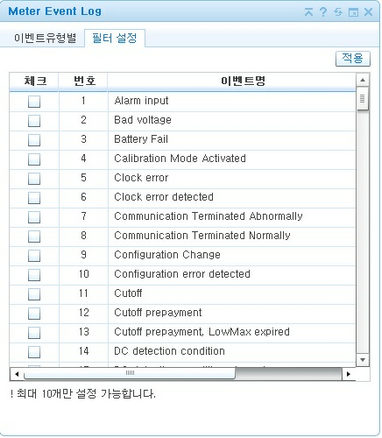 Meter Event Log
이벤트유형별 필터 설정
적용
체크 번호 이벤트명
1 Alarm input
2 Bad voltage
3 Battery Fail
4 Calibration Mode Activated
5 Clock error
6 Clock error detected
7 Communication Terminated Abnormally
8 Communication Terminated Normally
9 Configuration Change
10 Configuration error detected
11 Cutoff
12 Cutoff prepayment
13 Cutoff prepayment, LowMax expired
14 DC detection condition
! 최대 10개만 설정 가능합니다.